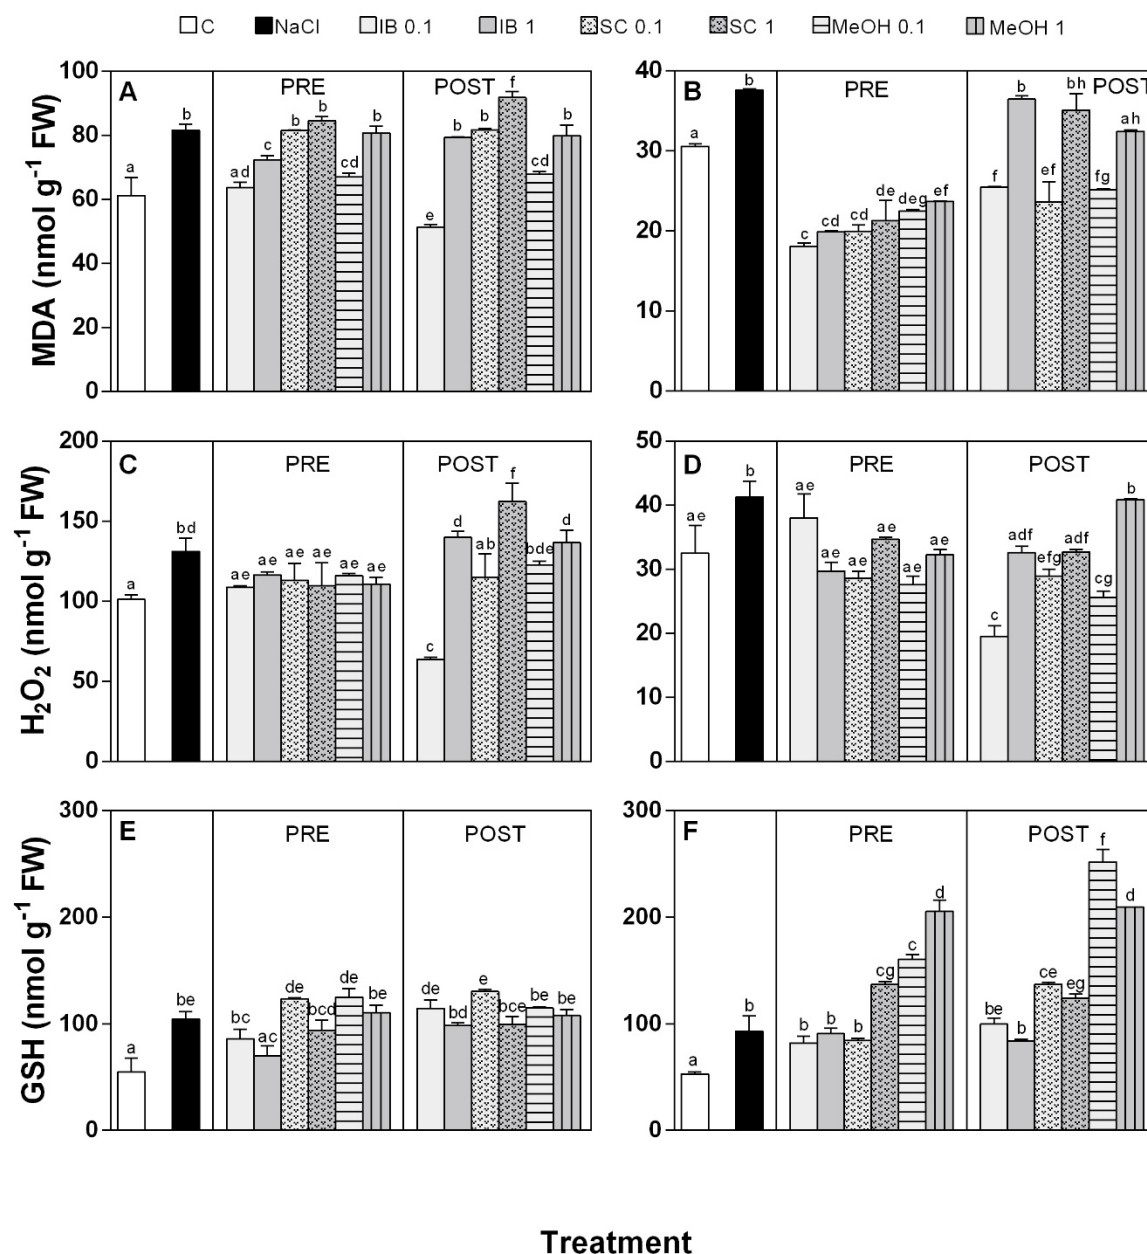 C NaCl IB 0.1 IB 1 SC 0.1 SC 1 MeOH 0.1 MeOH 1
MDA (nmol g⁻¹ FW)
100
80
60
40
20
0
A
PRE
POST
a
b
ad
c
b
b
cd
b
e
b
b
f
cd
b
40
30
20
10
0
B
PRE
POST
a
b
c
cd
cd
de
deg
ef
f
b
ef
bh
fg
ah
H₂O₂ (nmol g⁻¹ FW)
200
150
100
50
0
C
PRE
POST
a
bd
ae
ae
ae
ae
ae
ae
c
d
ab
f
bde
d
50
40
30
20
10
0
D
PRE
POST
ae
b
ae
ae
ae
ae
ae
ae
c
adf
efg
adf
cg
b
GSH (nmol g⁻¹ FW)
300
200
100
0
E
PRE
POST
a
be
bc
ac
de
bcd
de
be
de
bd
e
bce
be
be
300
200
100
0
F
PRE
POST
a
b
b
b
b
cg
c
d
be
b
ce
eg
f
d
Treatment